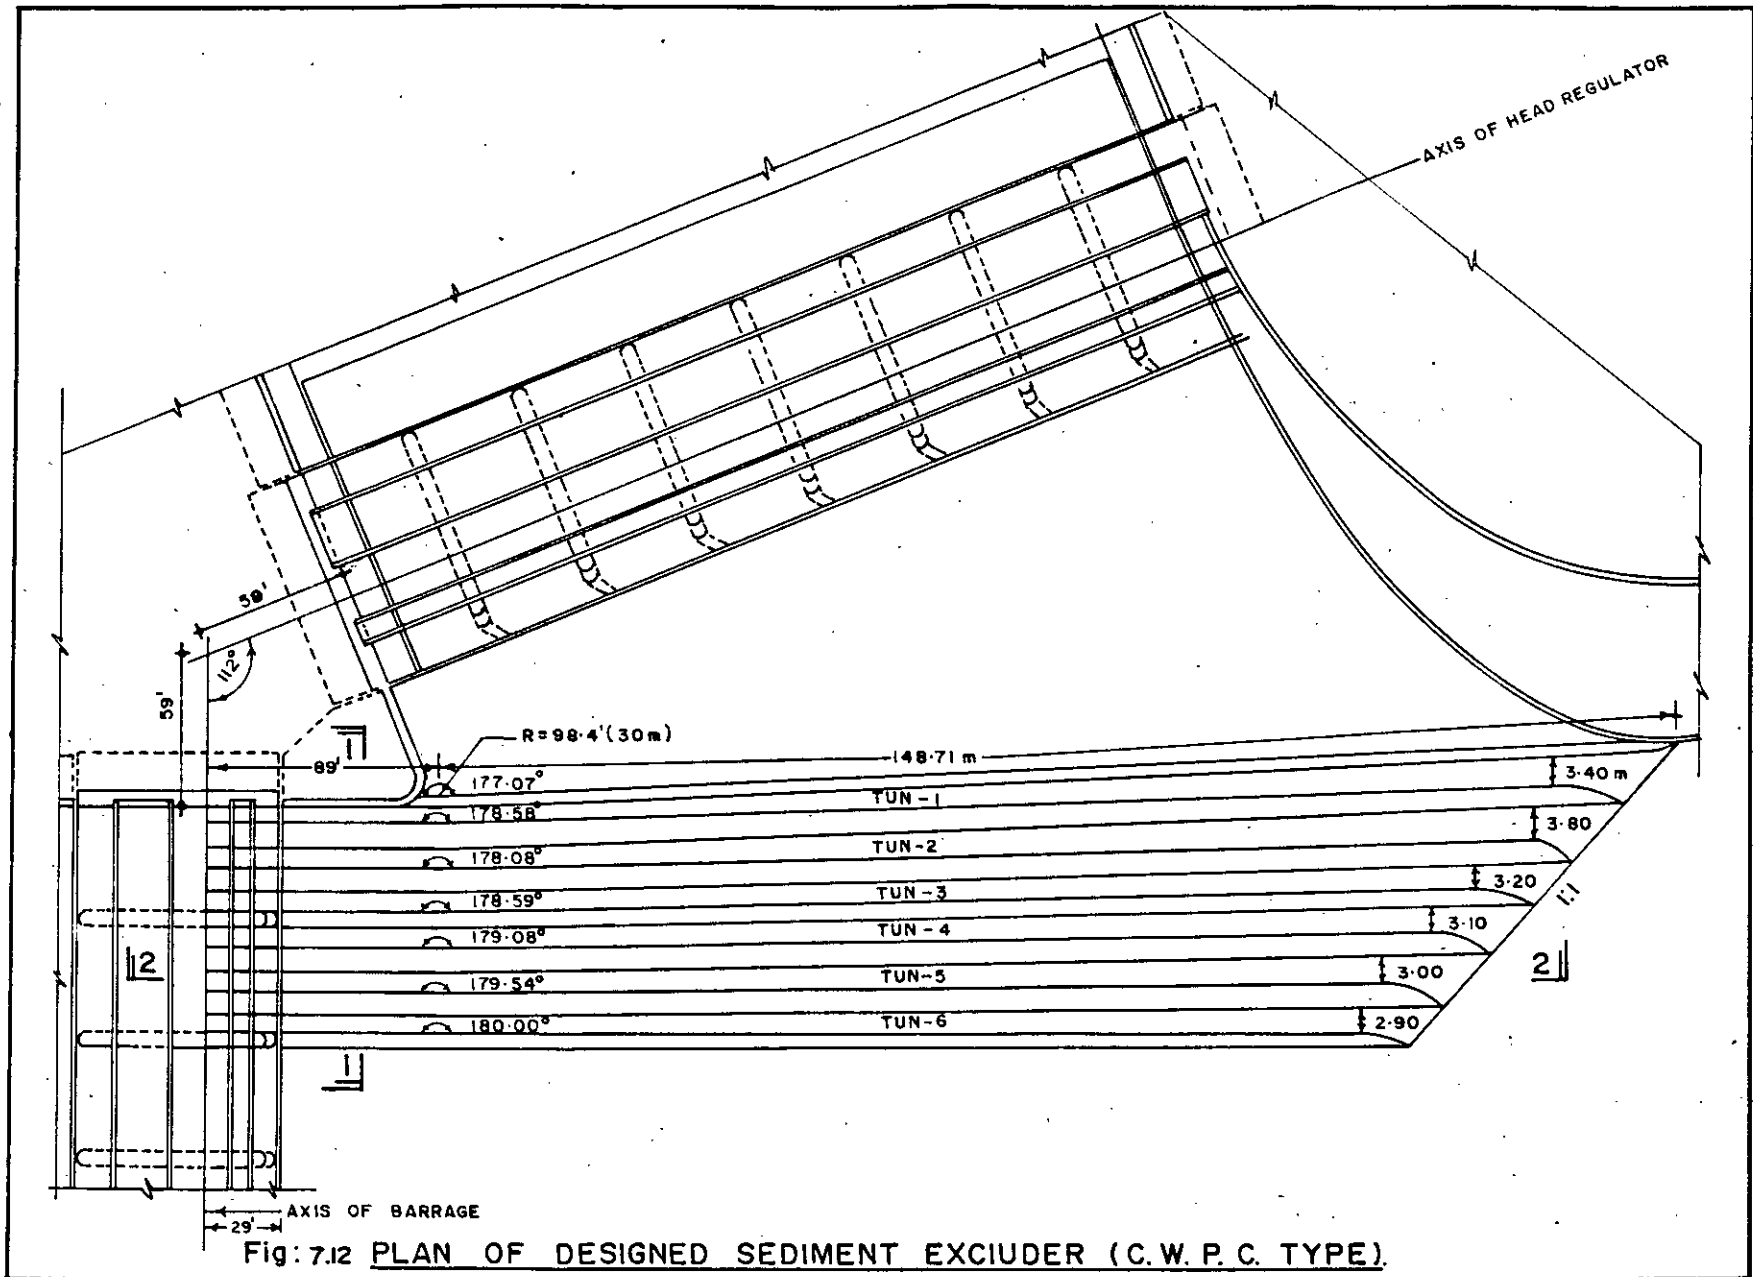 AXIS OF HEAD REGULATOR
59'
112°
59'
1
R=98.4'(30m)
89'
148.71 m
177.07°
3.40 m
TUN-1
178.58°
3.80
TUN-2
178.08°
3.20
TUN-3
178.59°
1:1
3.10
TUN-4
179.08°
2
2
3.00
TUN-5
179.54°
2.90
TUN-6
180.00°
1
AXIS OF BARRAGE
29'
Fig: 7.12 PLAN OF DESIGNED SEDIMENT EXCIUDER (C.W.P.C. TYPE).